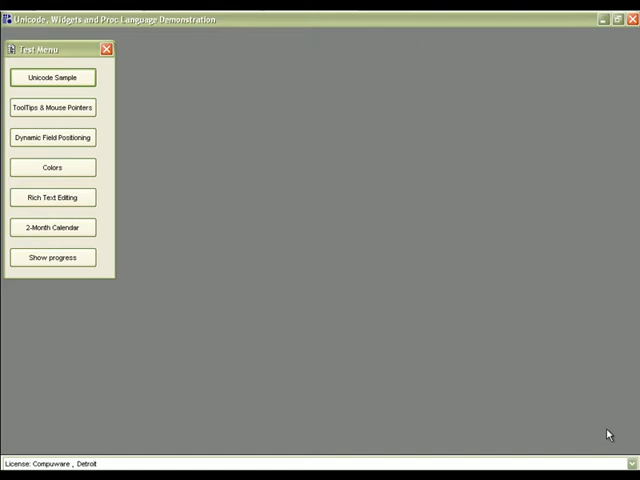 Unicode, Widgets and Proc Language Demonstration
Test Menu
Unicode Sample
ToolTips & Mouse Pointers
Dynamic Field Positioning
Colors
Rich Text Editing
2-Month Calendar
Show progress
License: Compuware , Detroit